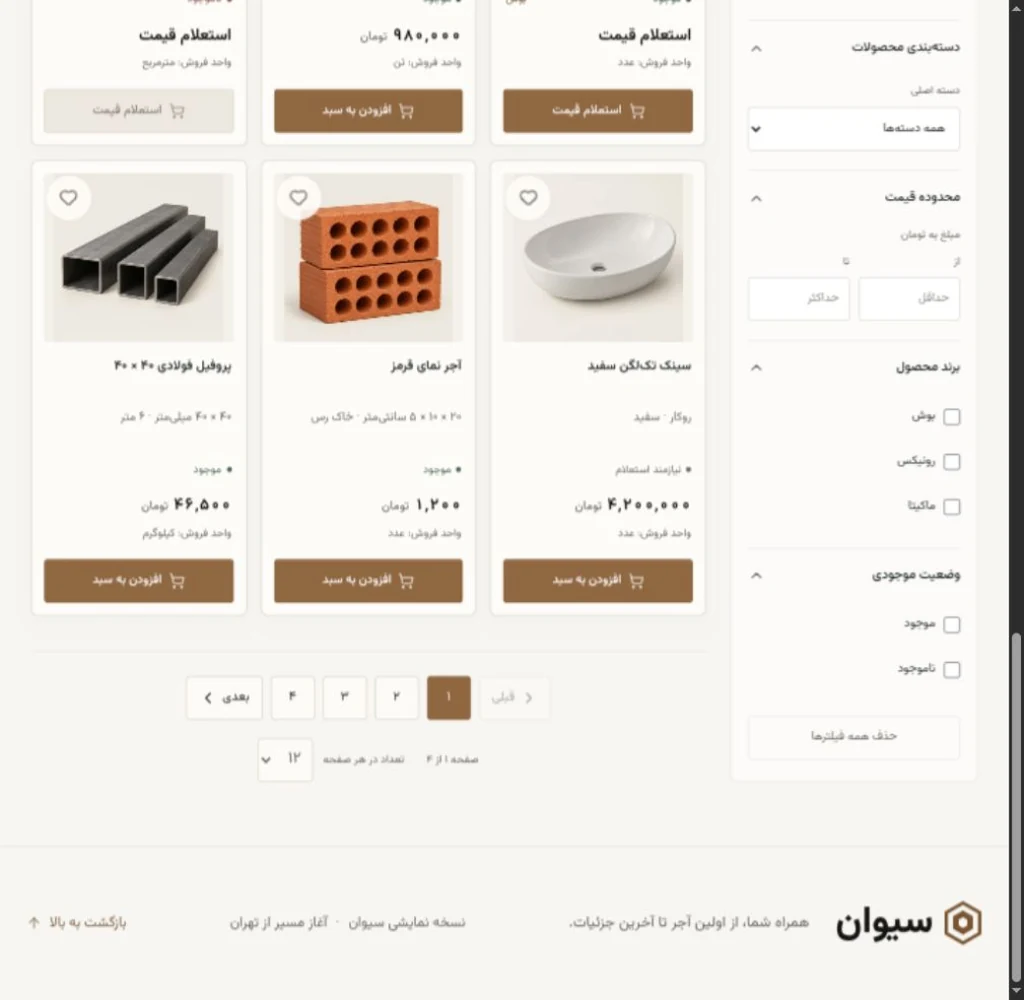 دسته‌بندی محصولات
دسته اصلی
همه دسته‌ها
محدوده قیمت
مبلغ به تومان
از
تا
حداقل
حداکثر
برند محصول
بوش
رونیکس
ماکیتا
وضعیت موجودی
موجود
ناموجود
حذف همه فیلترها
استعلام قیمت
واحد فروش: عدد
استعلام قیمت
۹۸۰,۰۰۰ تومان
واحد فروش: تن
افزودن به سبد
استعلام قیمت
واحد فروش: مترمربع
استعلام قیمت
سینک تک‌لگن سفید
روکار · سفید
نیازمند استعلام
۴,۲۰۰,۰۰۰ تومان
واحد فروش: عدد
افزودن به سبد
آجر نمای قرمز
۲۰ × ۱۰ × ۵ سانتی‌متر · خاک رس
موجود
۱,۲۰۰ تومان
واحد فروش: عدد
افزودن به سبد
پروفیل فولادی ۴۰ × ۴۰
۴۰ × ۴۰ میلی‌متر · ۶ متر
موجود
۴۶,۵۰۰ تومان
واحد فروش: کیلوگرم
افزودن به سبد
قبلی
۱
۲
۳
۴
بعدی
صفحه ۱ از ۴
تعداد در هر صفحه
۱۲
سیوان
همراه شما، از اولین آجر تا آخرین جزئیات.
نسخه نمایشی سیوان · آغاز مسیر از تهران
بازگشت به بالا